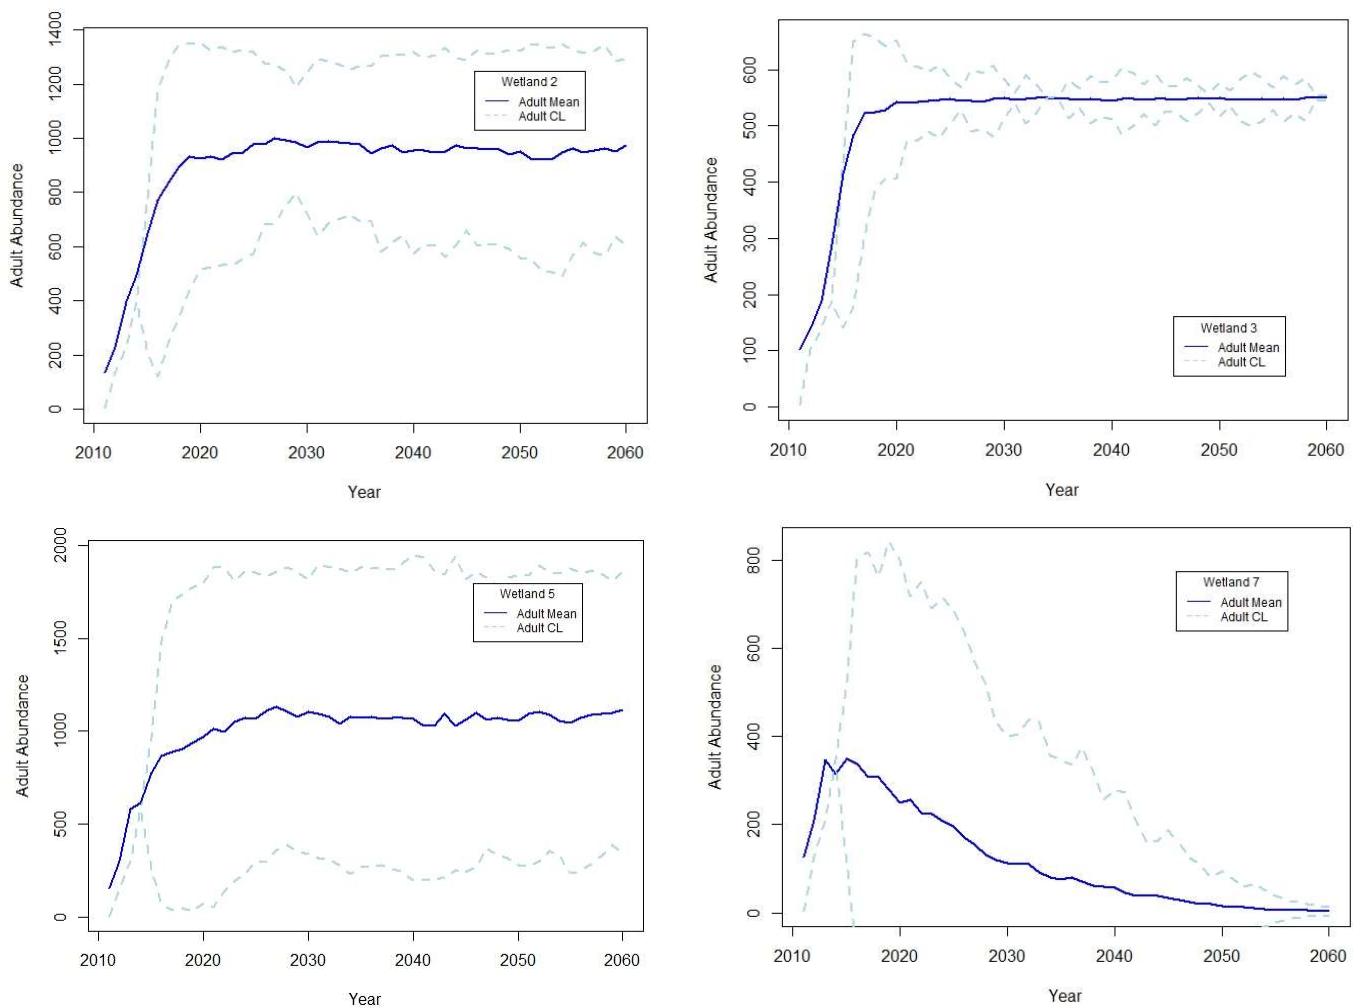 Adult Abundance
0 200 400 600 800 1000 1200 1400
Wetland 2
Adult Mean
Adult CL
2010 2020 2030 2040 2050 2060
Year
Adult Abundance
0 100 200 300 400 500 600
Wetland 3
Adult Mean
Adult CL
2010 2020 2030 2040 2050 2060
Year
Adult Abundance
0 500 1000 1500 2000
Wetland 5
Adult Mean
Adult CL
2010 2020 2030 2040 2050 2060
Year
Adult Abundance
0 200 400 600 800
Wetland 7
Adult Mean
Adult CL
2010 2020 2030 2040 2050 2060
Year